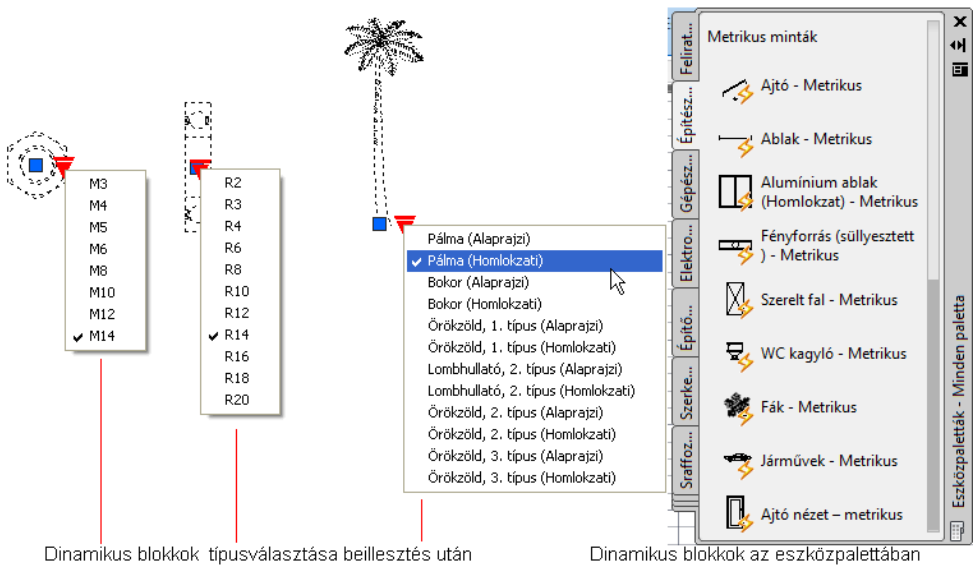 M3
M4
M5
M6
M8
M10
M12
M14
R2
R3
R4
R6
R8
R10
R12
R14
R16
R18
R20
Pálma (Alaprajzi)
Pálma (Homlokzati)
Bokor (Alaprajzi)
Bokor (Homlokzati)
Örökzöld, 1. típus (Alaprajzi)
Örökzöld, 1. típus (Homlokzati)
Lombhullató, 2. típus (Alaprajzi)
Lombhullató, 2. típus (Homlokzati)
Örökzöld, 2. típus (Alaprajzi)
Örökzöld, 2. típus (Homlokzati)
Örökzöld, 3. típus (Alaprajzi)
Örökzöld, 3. típus (Homlokzati)
Felirat...
Építész...
Gépész...
Elektro...
Építő...
Szerke...
Sraffoz...
Metrikus minták
Ajtó - Metrikus
Ablak - Metrikus
Alumínium ablak
(Homlokzat) - Metrikus
Fényforrás (süllyesztett
) - Metrikus
Szerelt fal - Metrikus
WC kagyló - Metrikus
Fák - Metrikus
Járművek - Metrikus
Ajtó nézet – metrikus
Eszközpaletták - Minden paletta
Dinamikus blokkok típusválasztása beillesztés után
Dinamikus blokkok az eszközpalettában